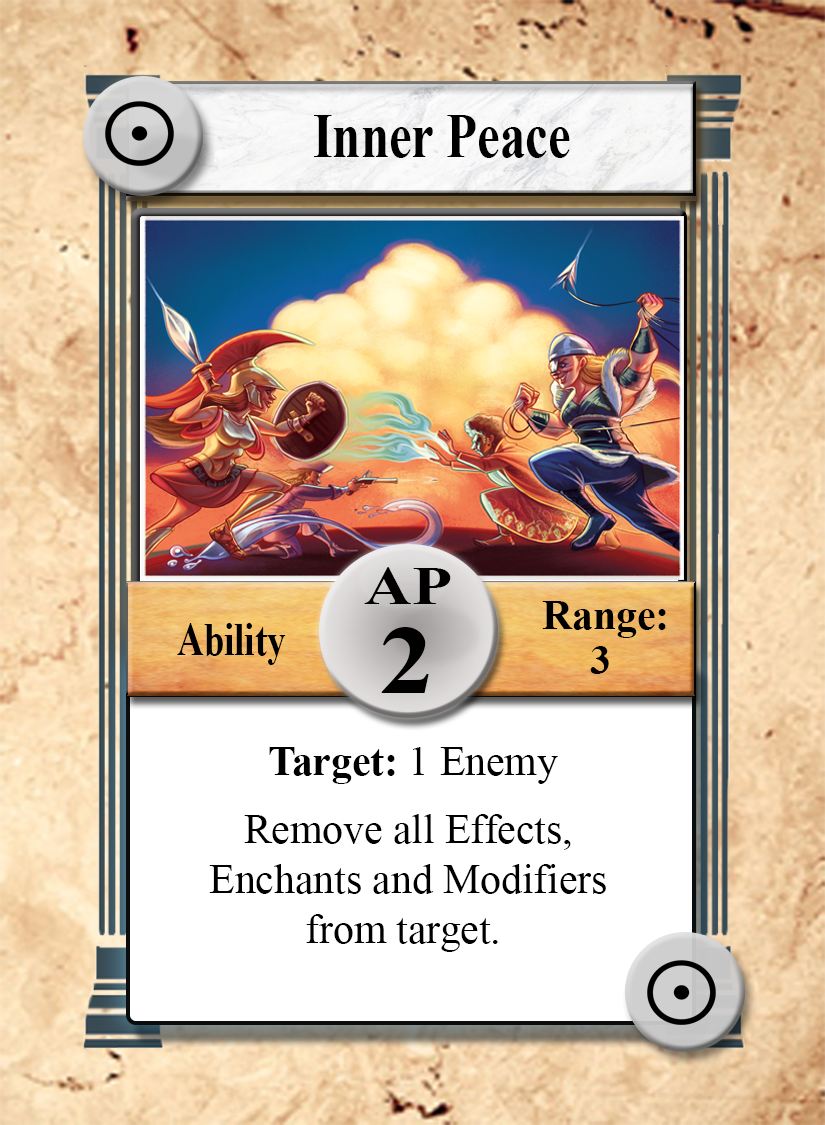 Inner Peace
Ability
AP
2
Range:
3
Target: 1 Enemy
Remove all Effects,
Enchants and Modifiers
from target.